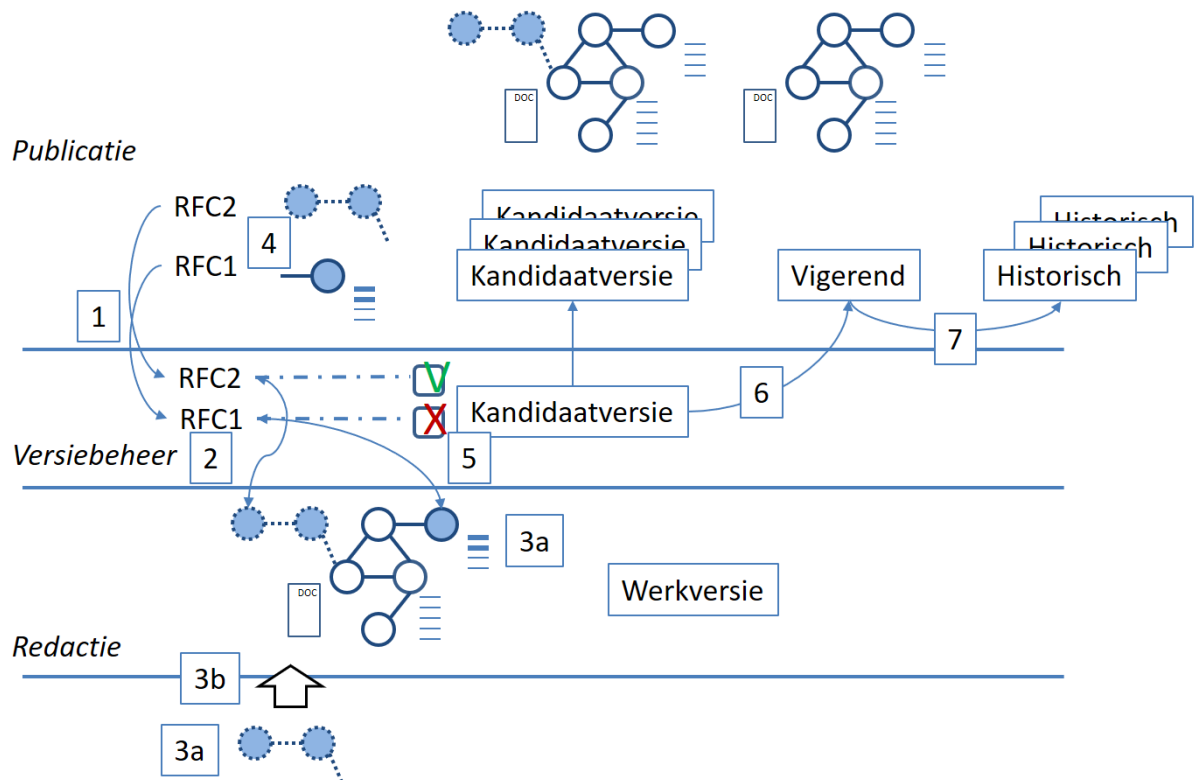 DOC
DOC
Publicatie
RFC2
4
RFC1
1
Kandidaatversie
Kandidaatversie
Kandidaatversie
Vigerend
Historisch
Historisch
Historisch
7
RFC2
V
6
RFC1
X
Kandidaatversie
Versiebeheer
2
5
3a
DOC
Werkversie
Redactie
3b
3a